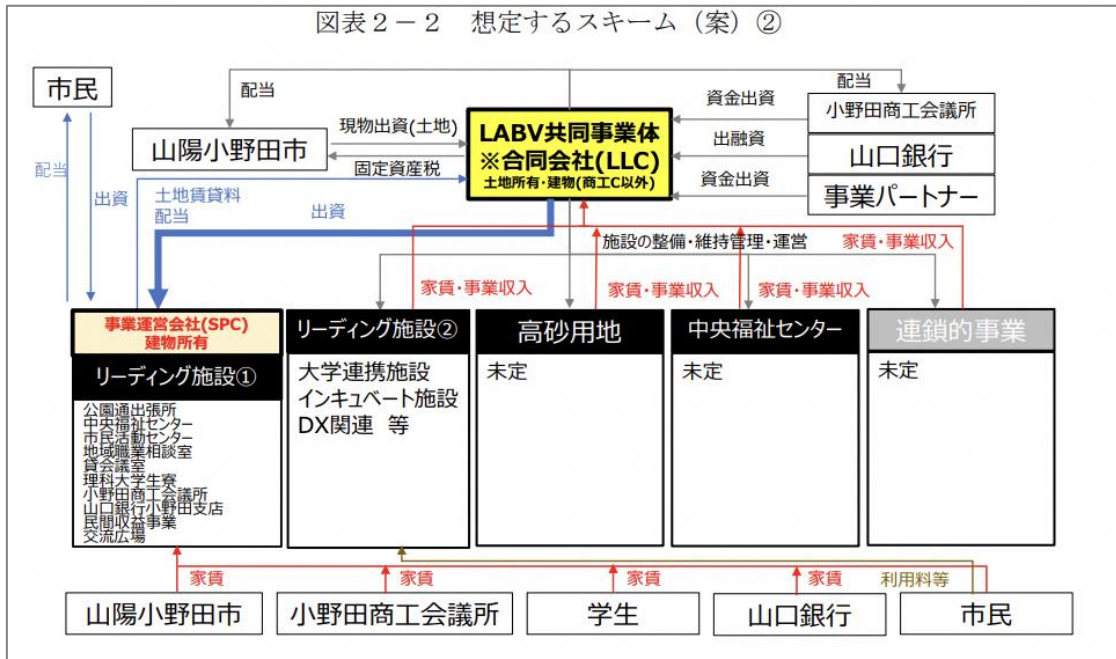 図表2-2 想定するスキーム（案）②
市民
配当
配当
資金出資
小野田商工会議所
現物出資(土地)
LABV共同事業体
※合同会社(LLC)
土地所有・建物(商工C以外)
出融資
山陽小野田市
山口銀行
固定資産税
資金出資
事業パートナー
配当
出資
土地賃貸料
配当
出資
施設の整備・維持管理・運営
家賃・事業収入
家賃・事業収入
家賃・事業収入
家賃・事業収入
事業運営会社(SPC)
建物所有
リーディング施設①
公園通出張所
中央福祉センター
市民活動センター
地域職業相談室
貸会議室
理科大学生寮
小野田商工会議所
山口銀行小野田支店
民間収益事業
交流広場
リーディング施設②
大学連携施設
インキュベート施設
DX関連 等
高砂用地
未定
中央福祉センター
未定
連鎖的事業
未定
家賃
家賃
家賃
家賃
利用料等
山陽小野田市
小野田商工会議所
学生
山口銀行
市民